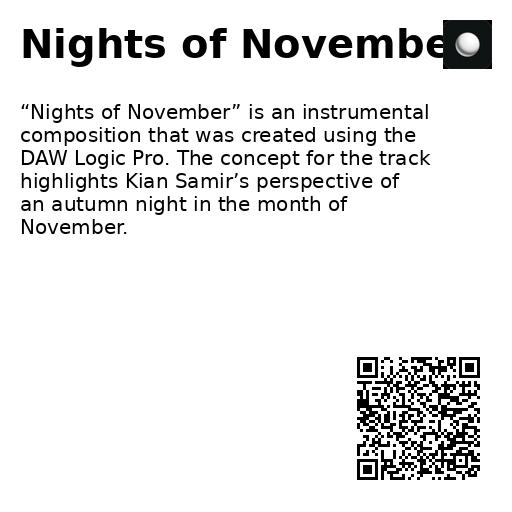 Nights of Novembe
“Nights of November” is an instrumental
composition that was created using the
DAW Logic Pro. The concept for the track
highlights Kian Samir’s perspective of
an autumn night in the month of
November.